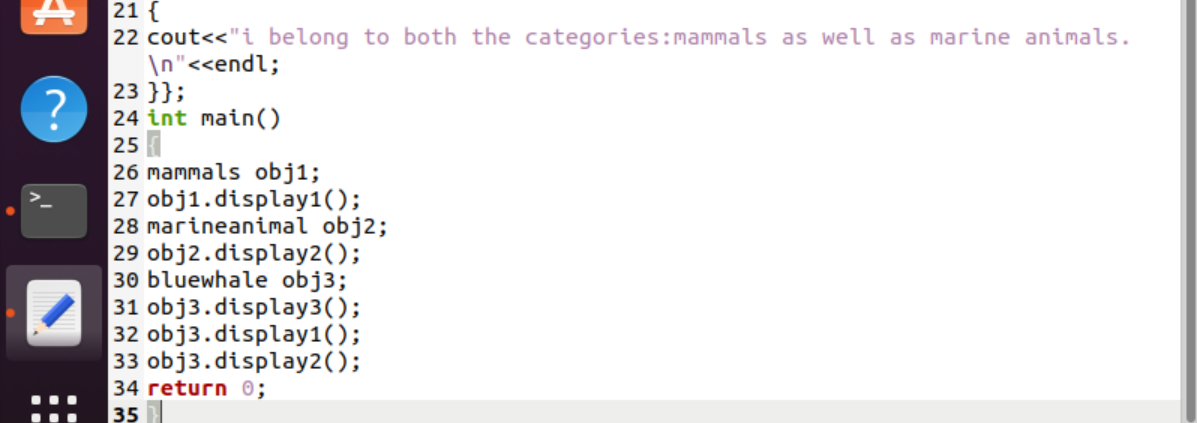 21 {
22 cout<<"i belong to both the categories:mammals as well as marine animals.
\n"<<endl;
23 }};
24 int main()
25 {
26 mammals obj1;
27 obj1.display1();
28 marineanimal obj2;
29 obj2.display2();
30 bluewhale obj3;
31 obj3.display3();
32 obj3.display1();
33 obj3.display2();
34 return 0;
35 }